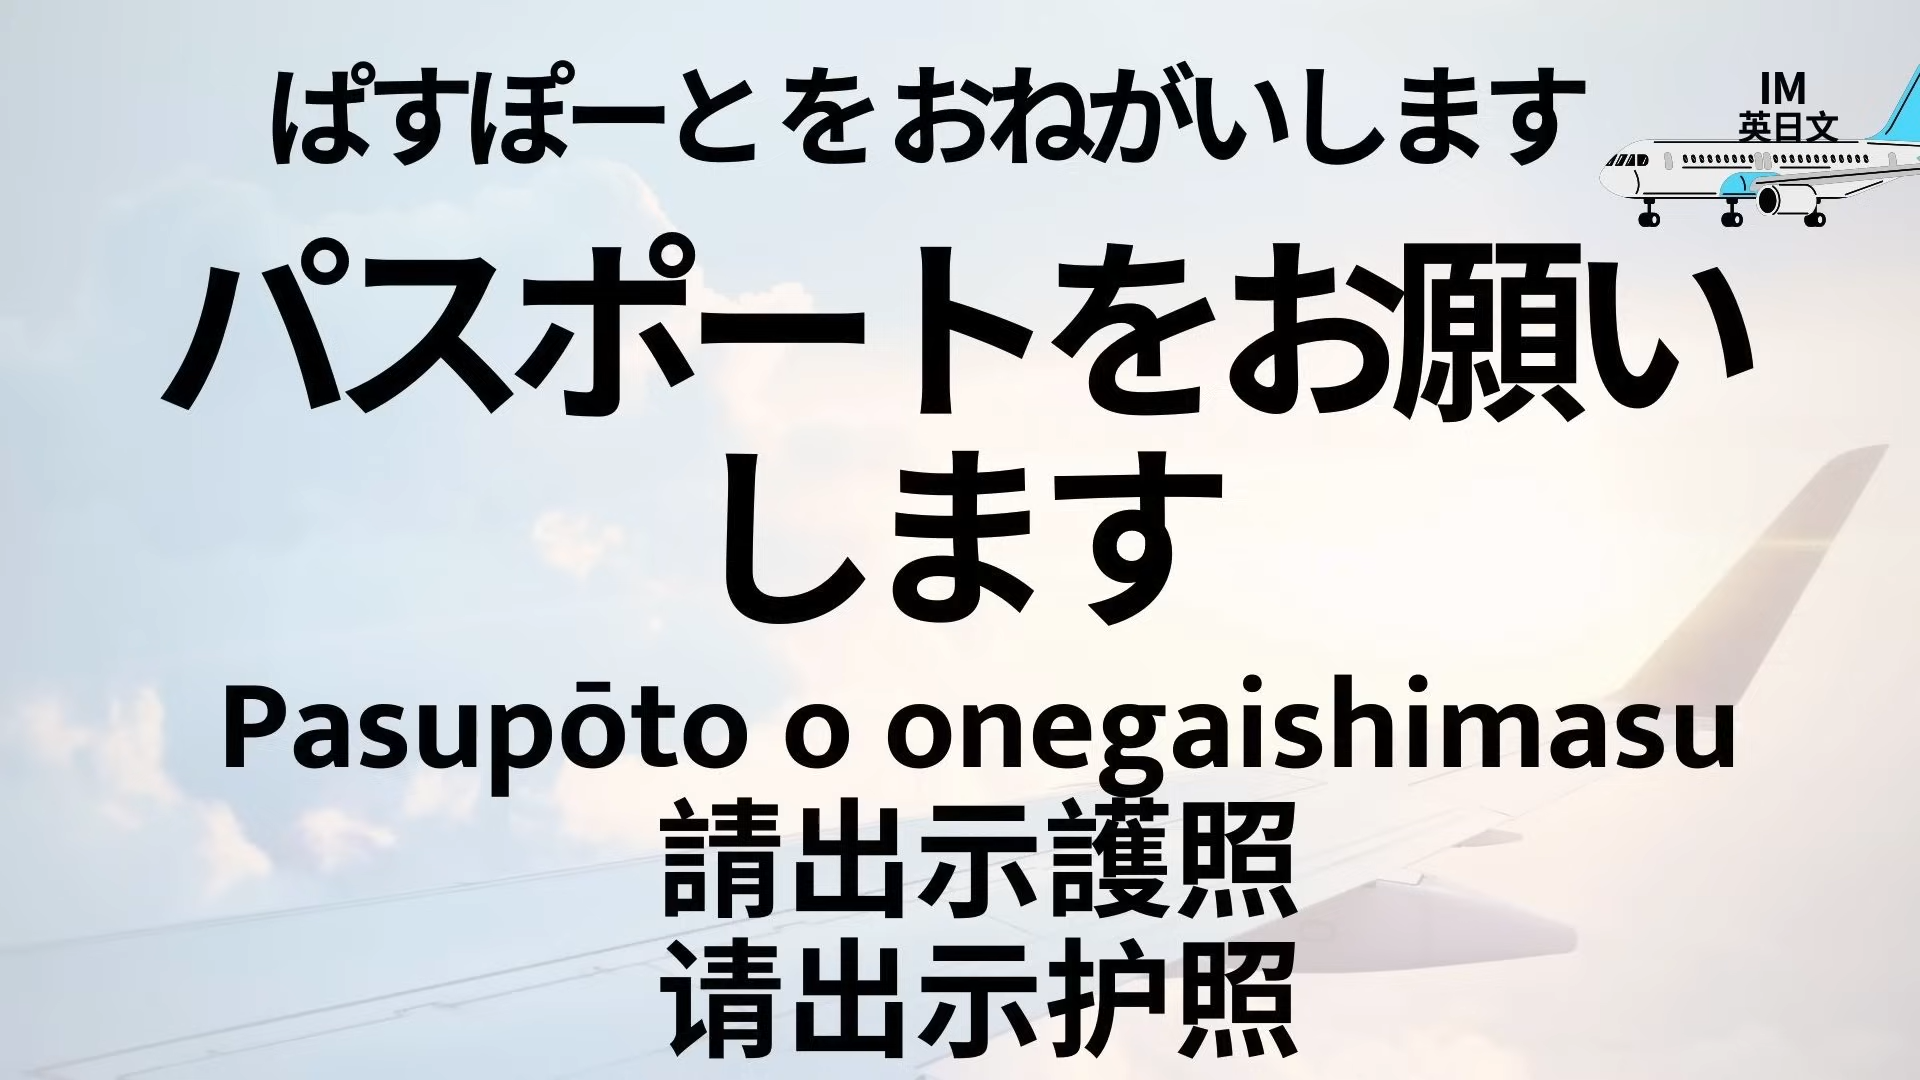 ぱすぽーと を おねがいします
IM
英日文
パスポートをお願い
します
Pasupōto o onegaishimasu
請出示護照
请出示护照